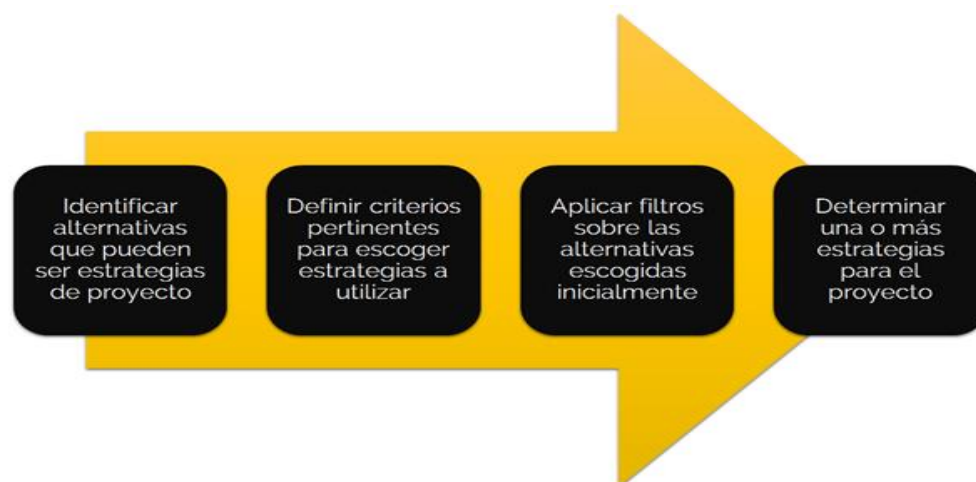 Identificar
alternativas
que pueden
ser estrategias
de proyecto
Definir criterios
pertinentes
para escoger
estrategias a
utilizar
Aplicar filtros
sobre las
alternativas
escogidas
inicialmente
Determinar
una o más
estrategias
para el
proyecto